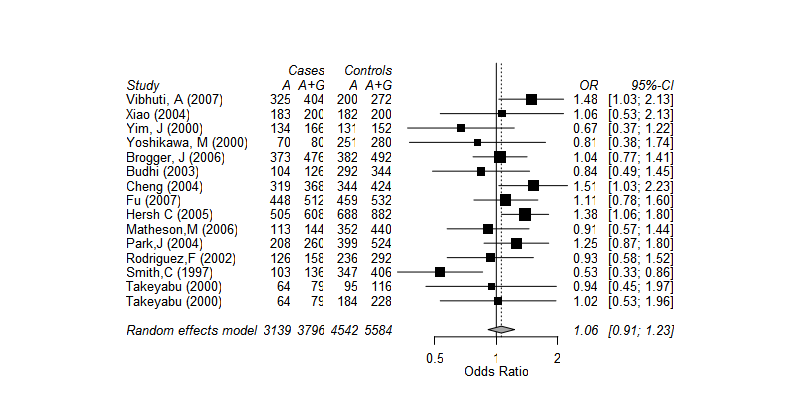 Cases Controls
Study A A+G A A+G OR 95%-CI
Vibhuti, A (2007) 325 404 200 272 1.48 [1.03; 2.13]
Xiao (2004) 183 200 182 200 1.06 [0.53; 2.13]
Yim, J (2000) 134 166 131 152 0.67 [0.37; 1.22]
Yoshikawa, M (2000) 70 80 251 280 0.81 [0.38; 1.74]
Brogger, J (2006) 373 476 382 492 1.04 [0.77; 1.41]
Budhi (2003) 104 126 292 344 0.84 [0.49; 1.45]
Cheng (2004) 319 368 344 424 1.51 [1.03; 2.23]
Fu (2007) 448 512 459 532 1.11 [0.78; 1.60]
Hersh C (2005) 505 608 688 882 1.38 [1.06; 1.80]
Matheson,M (2006) 113 144 352 440 0.91 [0.57; 1.44]
Park,J (2004) 208 260 399 524 1.25 [0.87; 1.80]
Rodriguez,F (2002) 126 158 236 292 0.93 [0.58; 1.52]
Smith,C (1997) 103 136 347 406 0.53 [0.33; 0.86]
Takeyabu (2000) 64 79 95 116 0.94 [0.45; 1.97]
Takeyabu (2000) 64 79 184 228 1.02 [0.53; 1.96]
Random effects model 3139 3796 4542 5584 1.06 [0.91; 1.23]
0.5 1 2
Odds Ratio